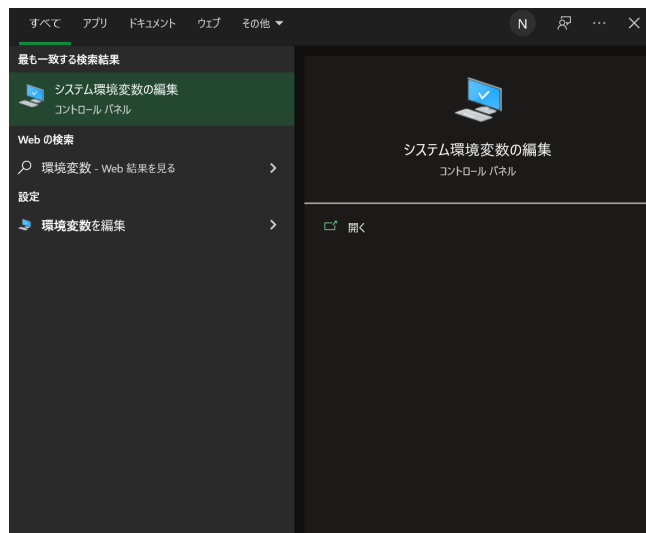 すべて アプリ ドキュメント ウェブ その他 N ···
最も一致する検索結果
システム環境変数の編集
コントロール パネル
Web の検索
環境変数 - Web 結果を見る
設定
環境変数を編集
システム環境変数の編集
コントロール パネル
開く